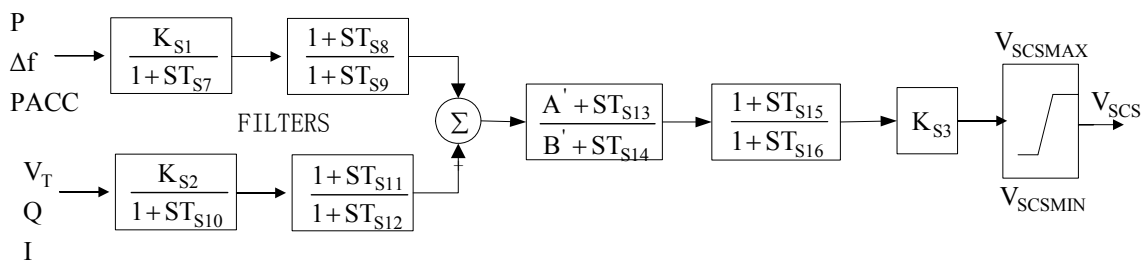 P
Δf
PACC
K_S1
1+ST_S7
1+ST_S8
1+ST_S9
FILTERS
V_T
Q
I
K_S2
1+ST_S10
1+ST_S11
1+ST_S12
Σ
+
A'+ST_S13
B'+ST_S14
1+ST_S15
1+ST_S16
K_S3
V_SCSMAX
V_SCS
V_SCSMIN